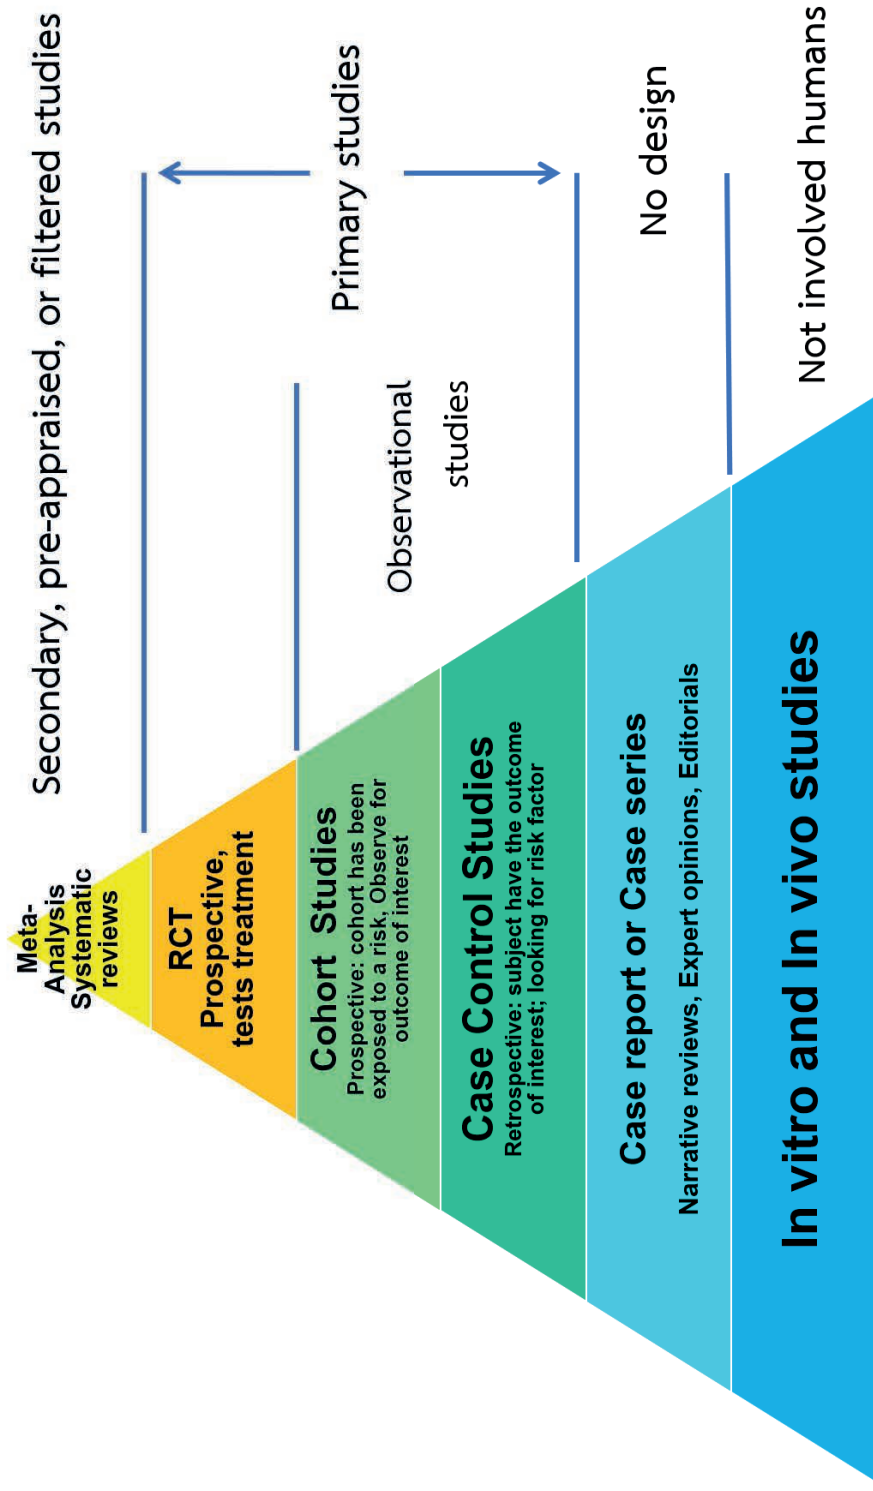 Meta-
Analysis
Systematic
reviews
Secondary, pre-appraised, or filtered studies
RCT
Prospective,
tests treatment
Primary studies
Cohort Studies
Prospective: cohort has been
exposed to a risk, Observe for
outcome of interest
Observational
studies
Case Control Studies
Retrospective: subject have the outcome
of interest; looking for risk factor
Case report or Case series
Narrative reviews, Expert opinions, Editorials
No design
In vitro and In vivo studies
Not involved humans